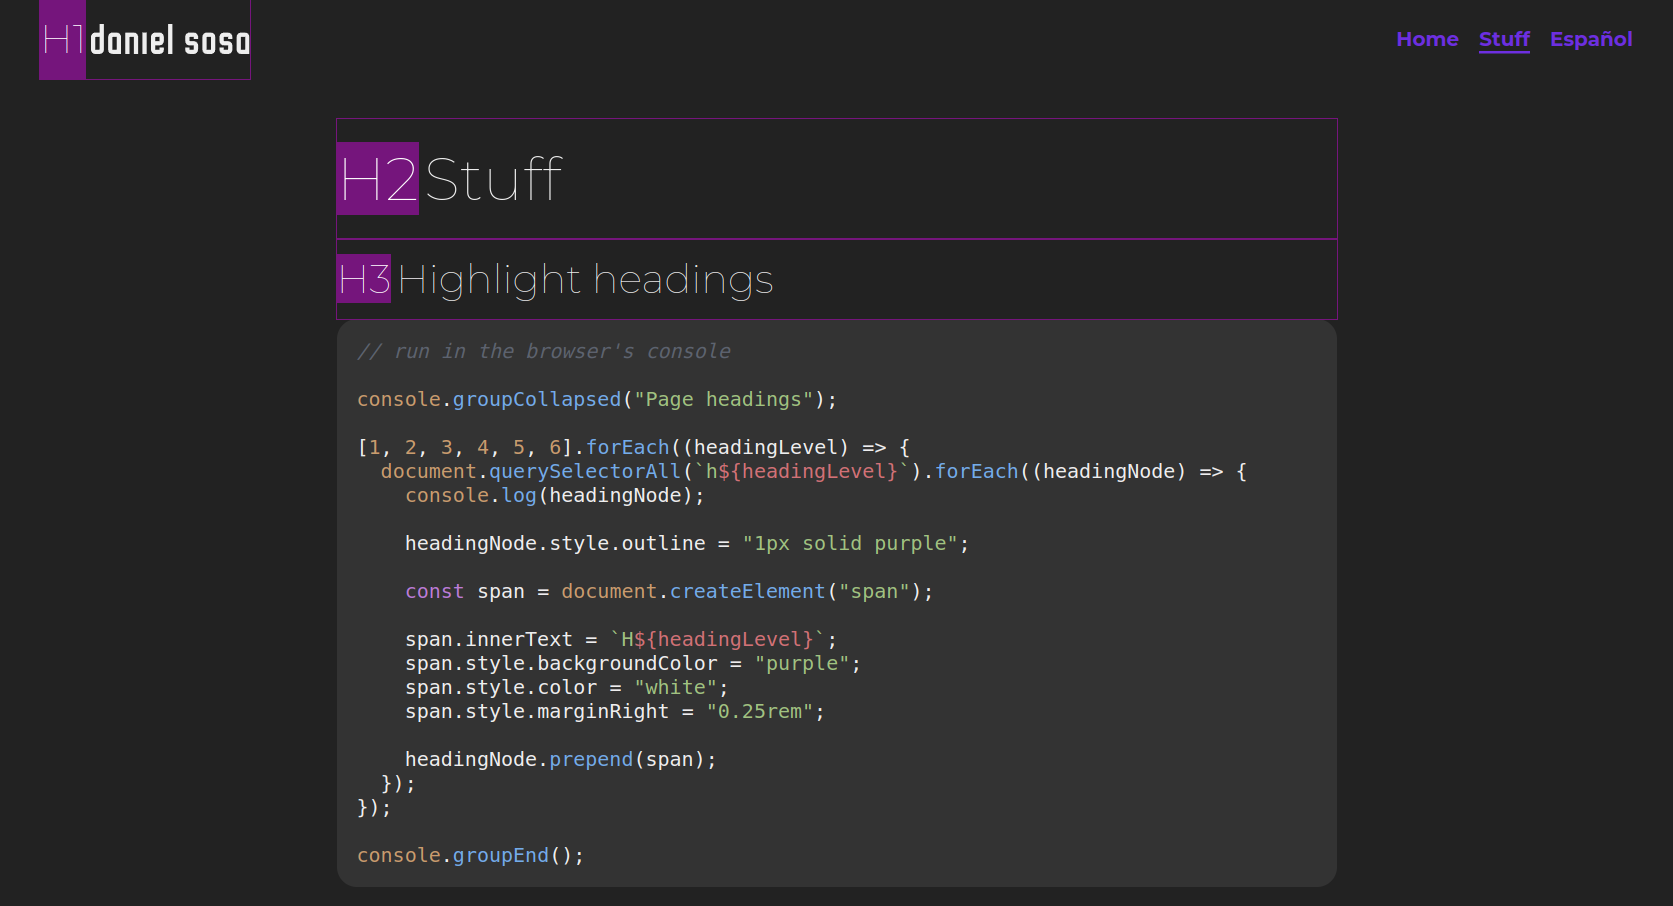 H1 daniel sosa
Home Stuff Español
H2 Stuff
H3 Highlight headings
// run in the browser's console
console.groupCollapsed("Page headings");
[1, 2, 3, 4, 5, 6].forEach((headingLevel) => {
  document.querySelectorAll(`h${headingLevel}`).forEach((headingNode) => {
    console.log(headingNode);
    headingNode.style.outline = "1px solid purple";
    const span = document.createElement("span");
    span.innerText = `H${headingLevel}`;
    span.style.backgroundColor = "purple";
    span.style.color = "white";
    span.style.marginRight = "0.25rem";
    headingNode.prepend(span);
  });
});
console.groupEnd();